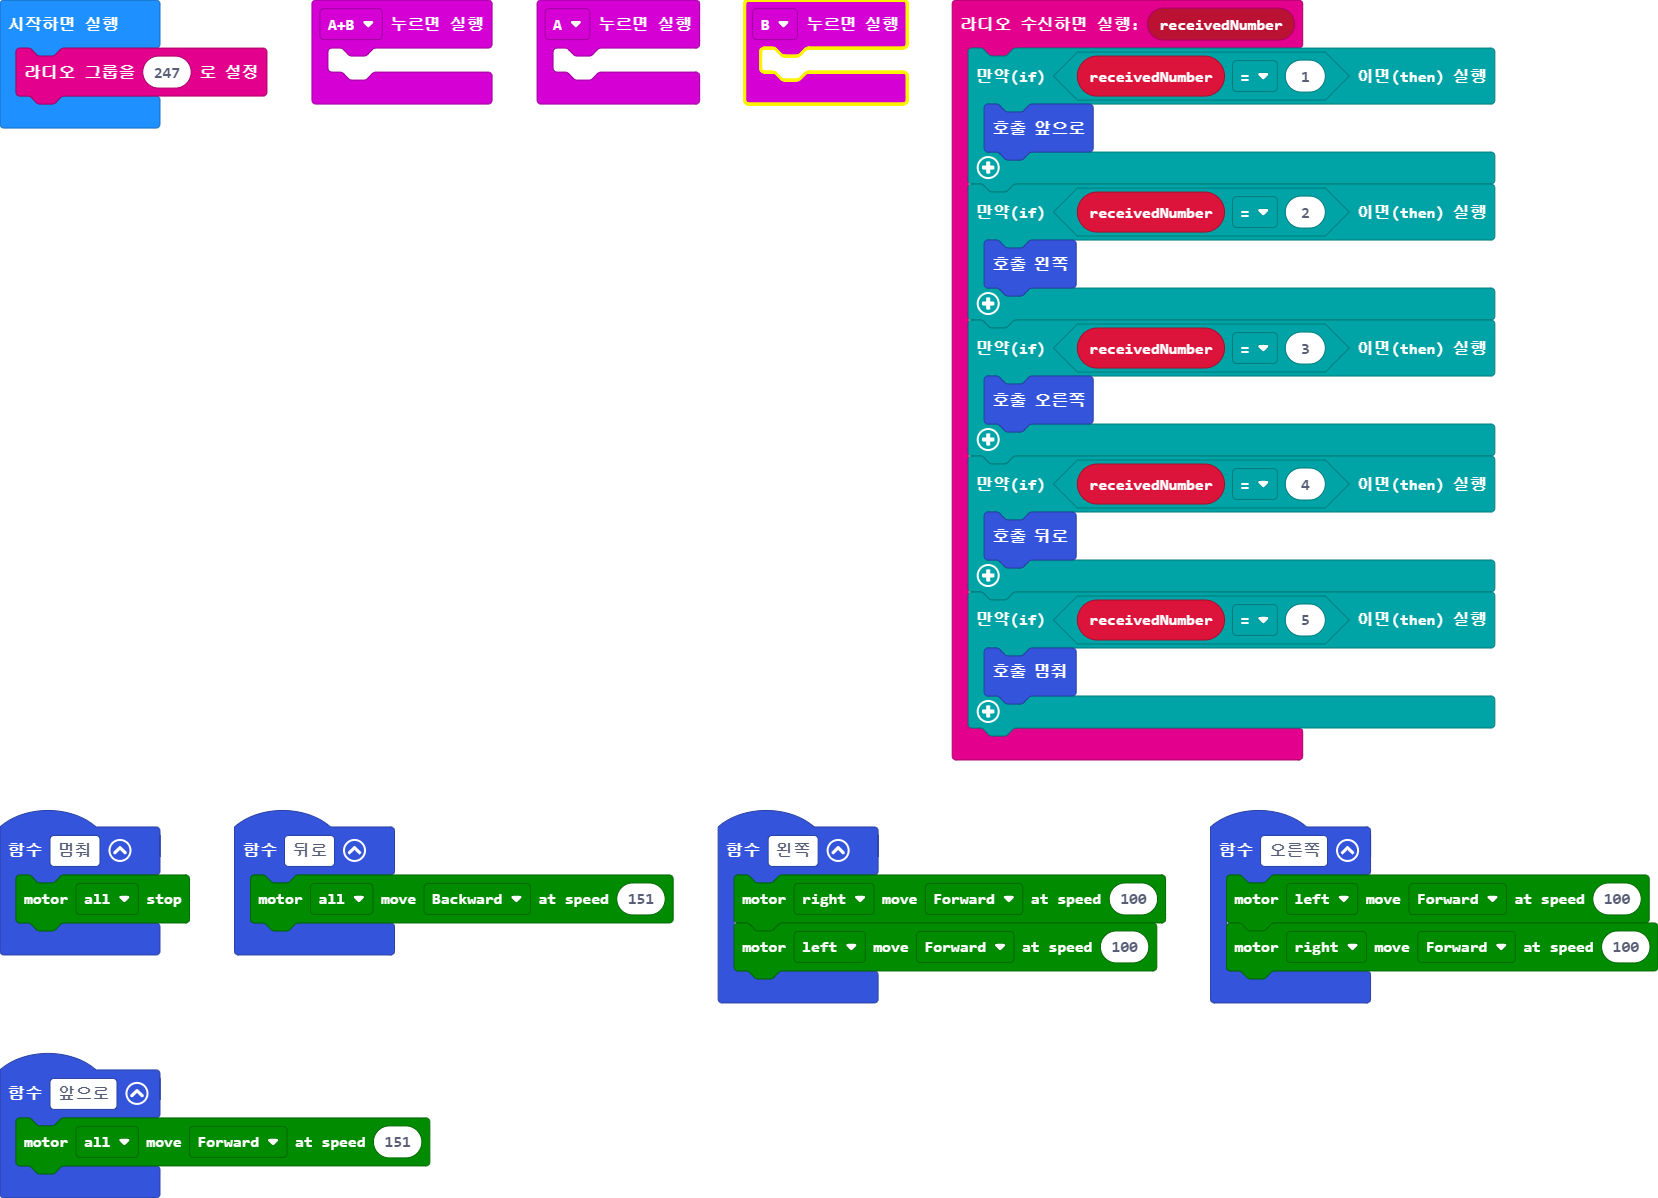 시작하면 실행
라디오 그룹을 247 로 설정
A+B 누르면 실행
A 누르면 실행
B 누르면 실행
라디오 수신하면 실행: receivedNumber
만약(if) receivedNumber = 1 이면(then) 실행
호출 앞으로
만약(if) receivedNumber = 2 이면(then) 실행
호출 왼쪽
만약(if) receivedNumber = 3 이면(then) 실행
호출 오른쪽
만약(if) receivedNumber = 4 이면(then) 실행
호출 뒤로
만약(if) receivedNumber = 5 이면(then) 실행
호출 멈춰
함수 멈춰
motor all stop
함수 뒤로
motor all move Backward at speed 151
함수 왼쪽
motor right move Forward at speed 100
motor left move Forward at speed 100
함수 오른쪽
motor left move Forward at speed 100
motor right move Forward at speed 100
함수 앞으로
motor all move Forward at speed 151